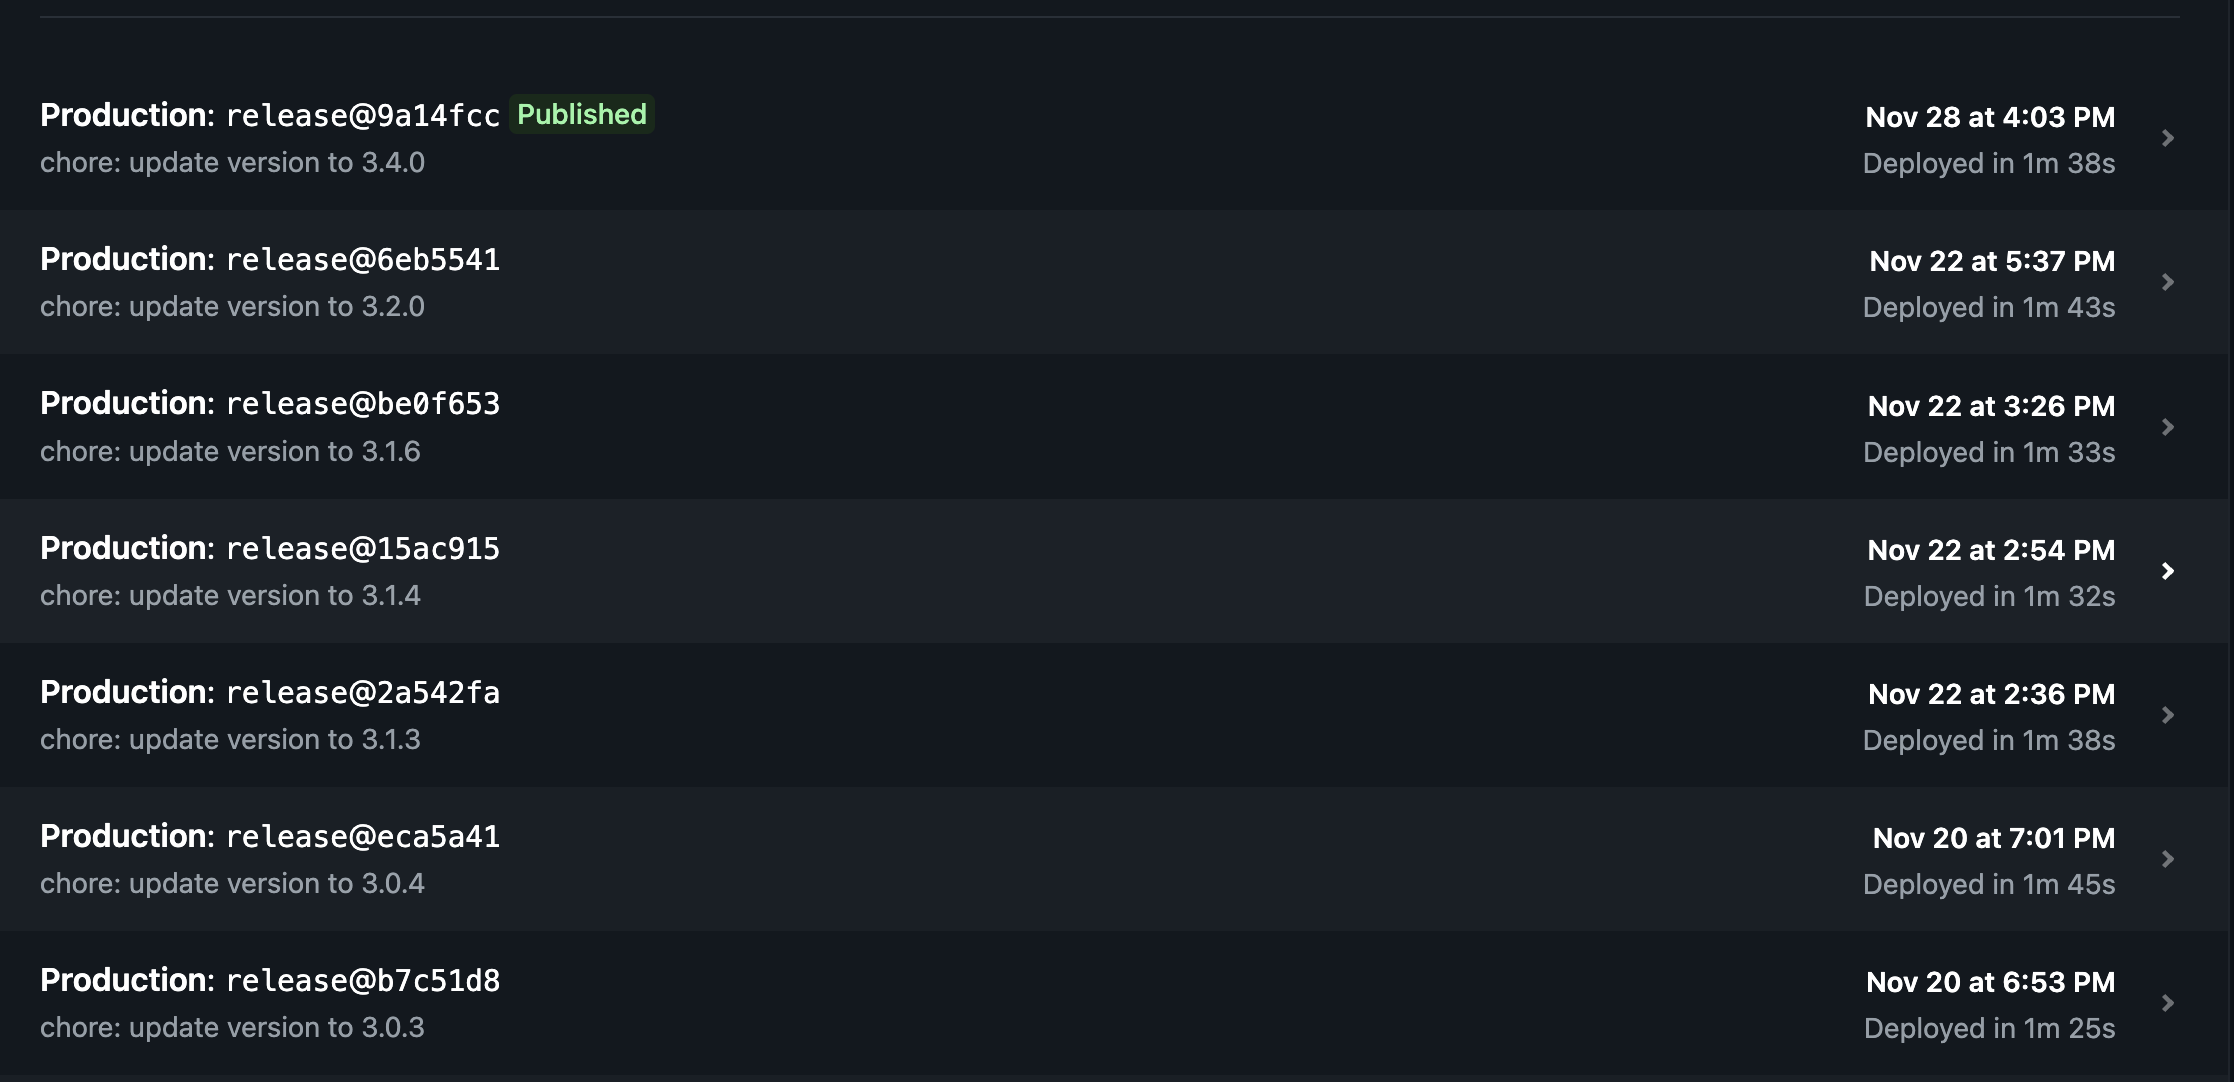 Production: release@9a14fcc Published
Nov 28 at 4:03 PM
chore: update version to 3.4.0
Deployed in 1m 38s
Production: release@6eb5541
Nov 22 at 5:37 PM
chore: update version to 3.2.0
Deployed in 1m 43s
Production: release@be0f653
Nov 22 at 3:26 PM
chore: update version to 3.1.6
Deployed in 1m 33s
Production: release@15ac915
Nov 22 at 2:54 PM
chore: update version to 3.1.4
Deployed in 1m 32s
Production: release@2a542fa
Nov 22 at 2:36 PM
chore: update version to 3.1.3
Deployed in 1m 38s
Production: release@eca5a41
Nov 20 at 7:01 PM
chore: update version to 3.0.4
Deployed in 1m 45s
Production: release@b7c51d8
Nov 20 at 6:53 PM
chore: update version to 3.0.3
Deployed in 1m 25s